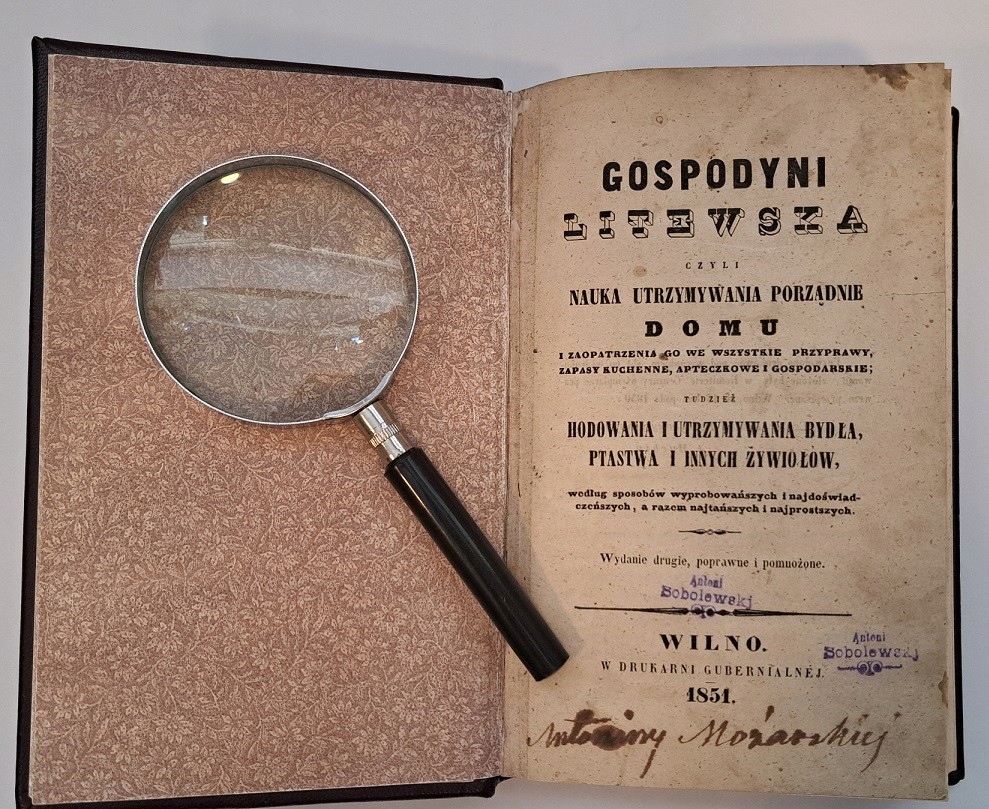 GOSPODYNI
LITEWSKA
CZYLI
NAUKA UTRZYMYWANIA PORZĄDNIE
DOMU
I ZAOPATRZENIA GO WE WSZYSTKIE PRZYPRAWY,
ZAPASY KUCHENNE, APTECZKOWE I GOSPODARSKIE;
TUDZIEŻ
HODOWANIA I UTRZYMYWANIA BYDŁA,
PTASTWA I INNYCH ŻYWIOŁÓW,
według sposobów wyprobowańszych i najdoświad-
czeńszych, a razem najtańszych i najprostszych.
Wydanie drugie, poprawne i pomnożone.
Antoni
Sobolewskj
WILNO.
W DRUKARNI GUBERNIALNÉJ.
1851.
Antoni
Sobolewskj
Antoniny Możarskiej